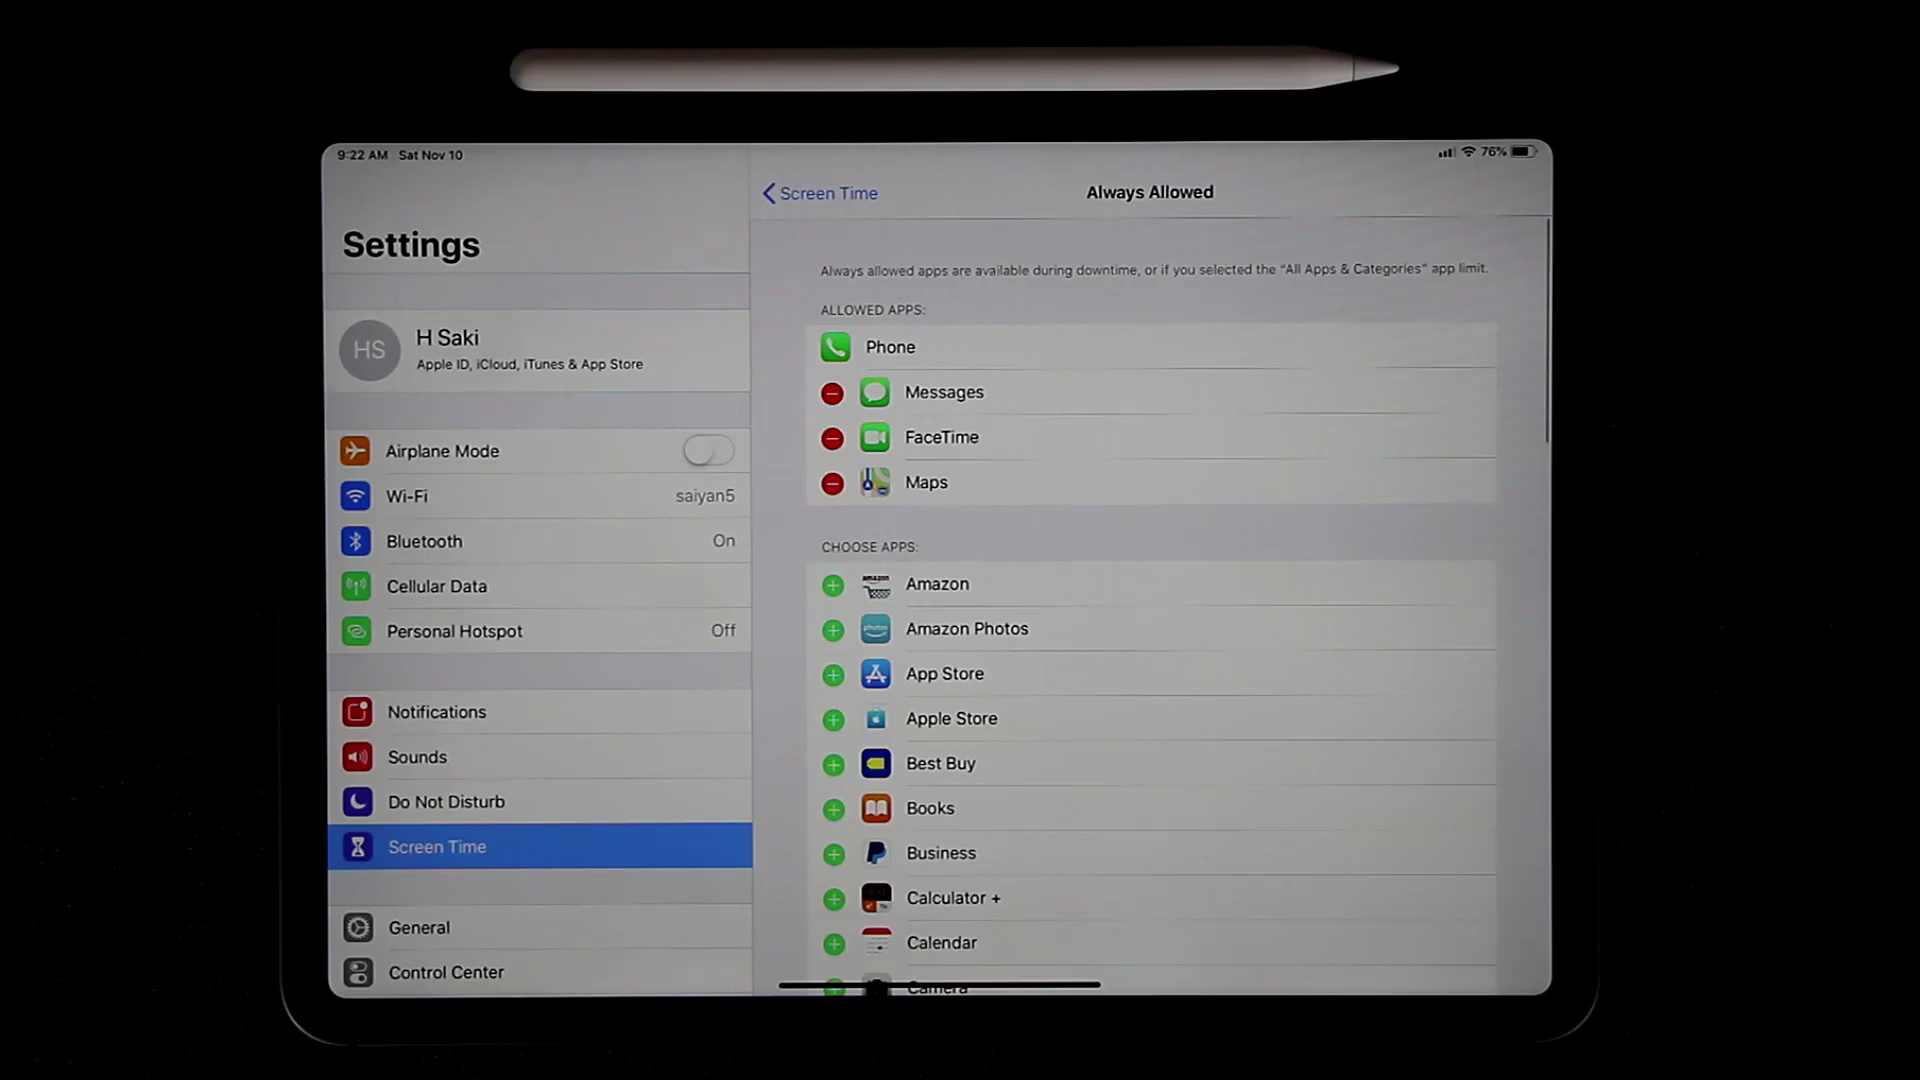 9:22 AM Sat Nov 10
76%
Settings
HS
H Saki
Apple ID, iCloud, iTunes & App Store
Airplane Mode
Wi-Fi saiyan5
Bluetooth On
Cellular Data
Personal Hotspot Off
Notifications
Sounds
Do Not Disturb
Screen Time
General
Control Center
Screen Time
Always Allowed
Always allowed apps are available during downtime, or if you selected the “All Apps & Categories” app limit.
ALLOWED APPS:
Phone
Messages
FaceTime
Maps
CHOOSE APPS:
amazon
Amazon
photos
Amazon Photos
App Store
Apple Store
Best Buy
Books
Business
Calculator +
Calendar
Camera